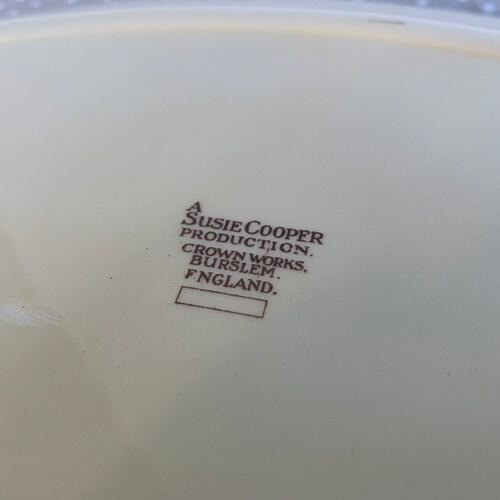 A
SUSIE COOPER
PRODUCTION.
CROWN WORKS.
BURSLEM.
ENGLAND.